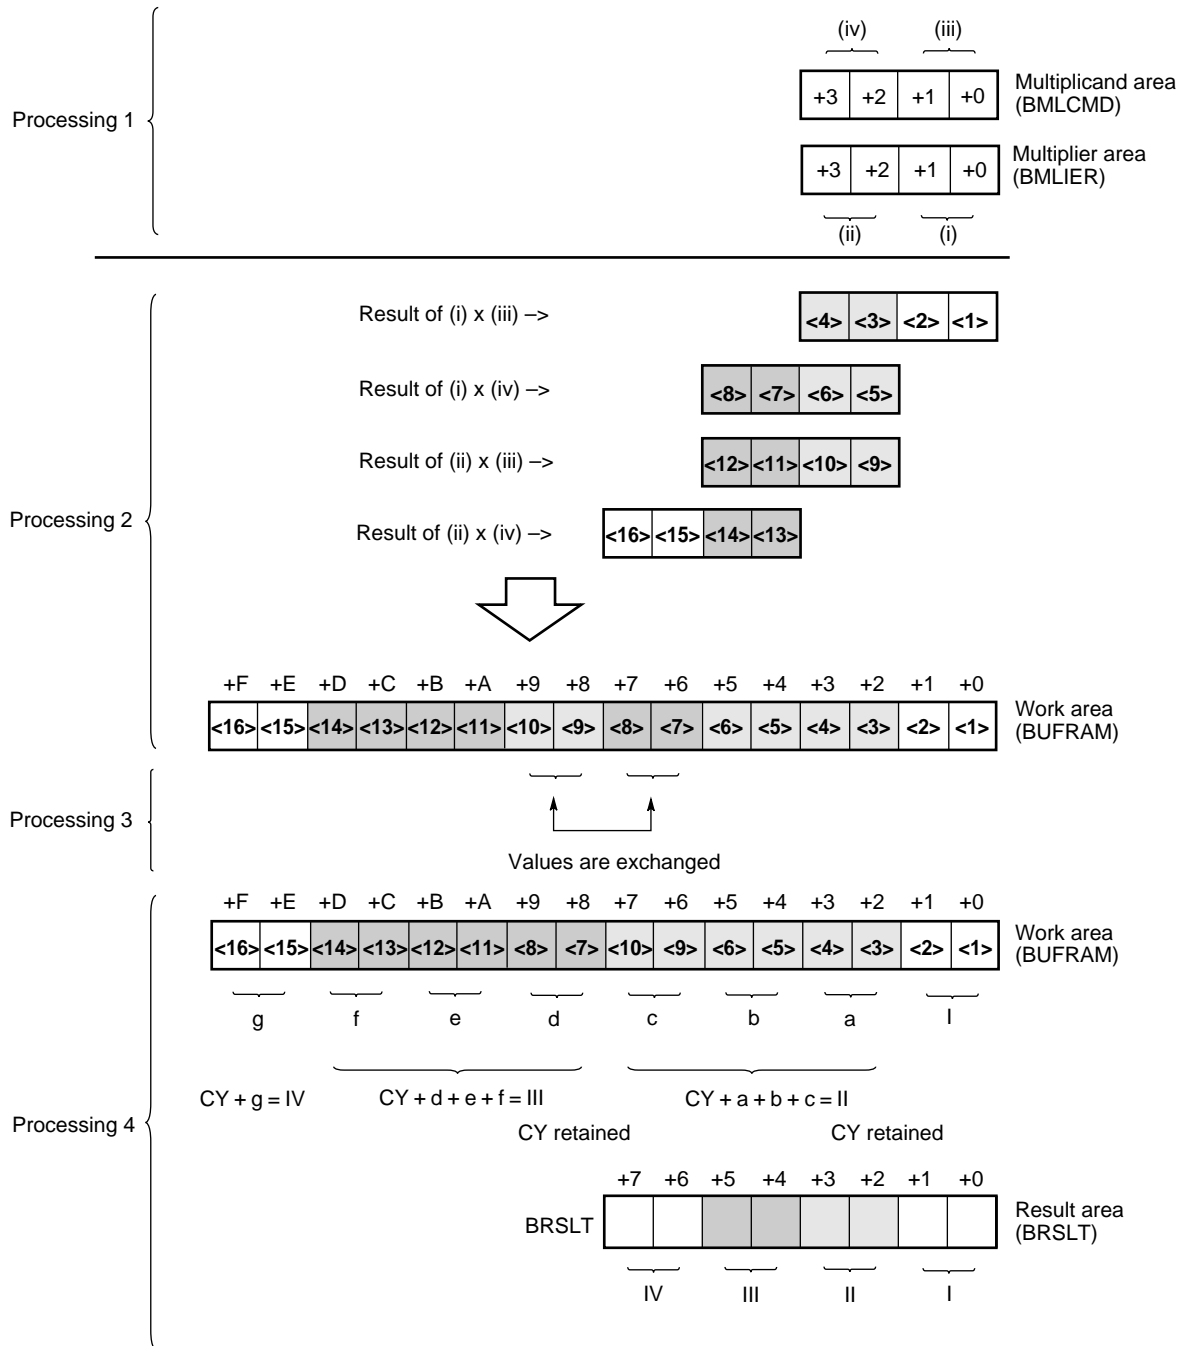 (iv) (iii)
Processing 1
+3 +2 +1 +0
Multiplicand area
(BMLCMD)
+3 +2 +1 +0
Multiplier area
(BMLIER)
(ii) (i)
Result of (i) x (iii) –>
<4> <3> <2> <1>
Result of (i) x (iv) –>
<8> <7> <6> <5>
Result of (ii) x (iii) –>
<12> <11> <10> <9>
Processing 2
Result of (ii) x (iv) –>
<16> <15> <14> <13>
+F +E +D +C +B +A +9 +8 +7 +6 +5 +4 +3 +2 +1 +0
<16> <15> <14> <13> <12> <11> <10> <9> <8> <7> <6> <5> <4> <3> <2> <1>
Work area
(BUFRAM)
Processing 3
Values are exchanged
+F +E +D +C +B +A +9 +8 +7 +6 +5 +4 +3 +2 +1 +0
<16> <15> <14> <13> <12> <11> <8> <7> <10> <9> <6> <5> <4> <3> <2> <1>
Work area
(BUFRAM)
g f e d c b a I
CY + g = IV CY + d + e + f = III CY + a + b + c = II
Processing 4
CY retained CY retained
+7 +6 +5 +4 +3 +2 +1 +0
BRSLT
Result area
(BRSLT)
IV III II I